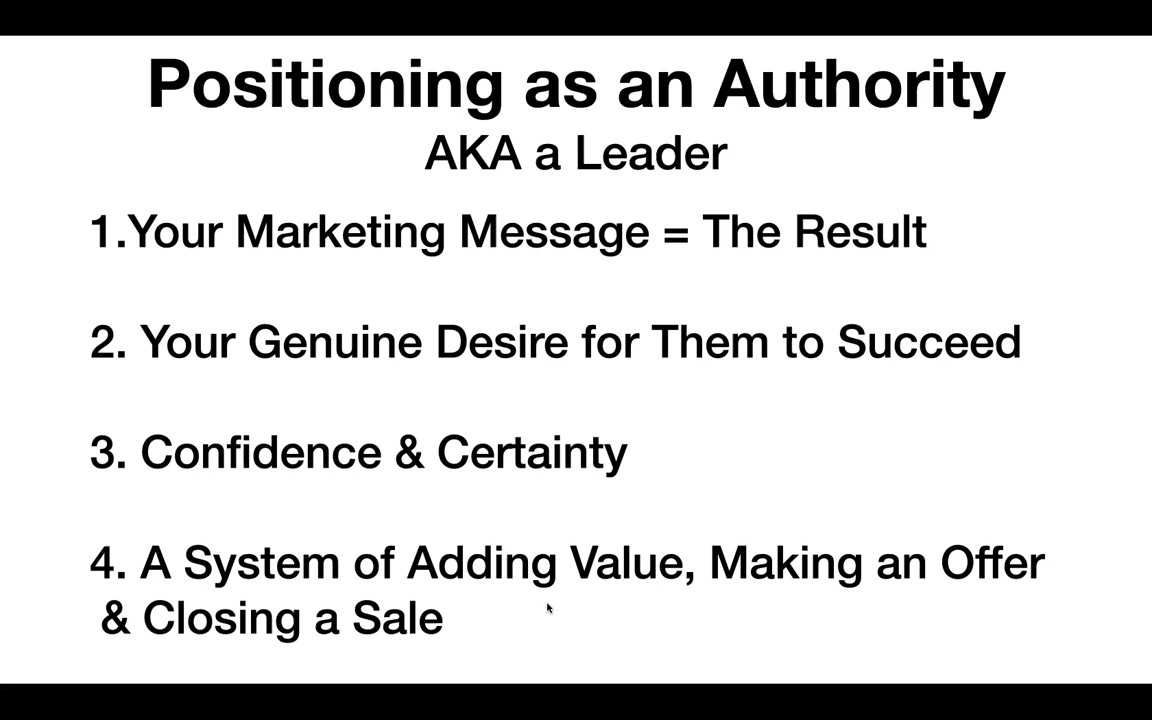 Positioning as an Authority
AKA a Leader
1.Your Marketing Message = The Result
2. Your Genuine Desire for Them to Succeed
3. Confidence & Certainty
4. A System of Adding Value, Making an Offer
& Closing a Sale